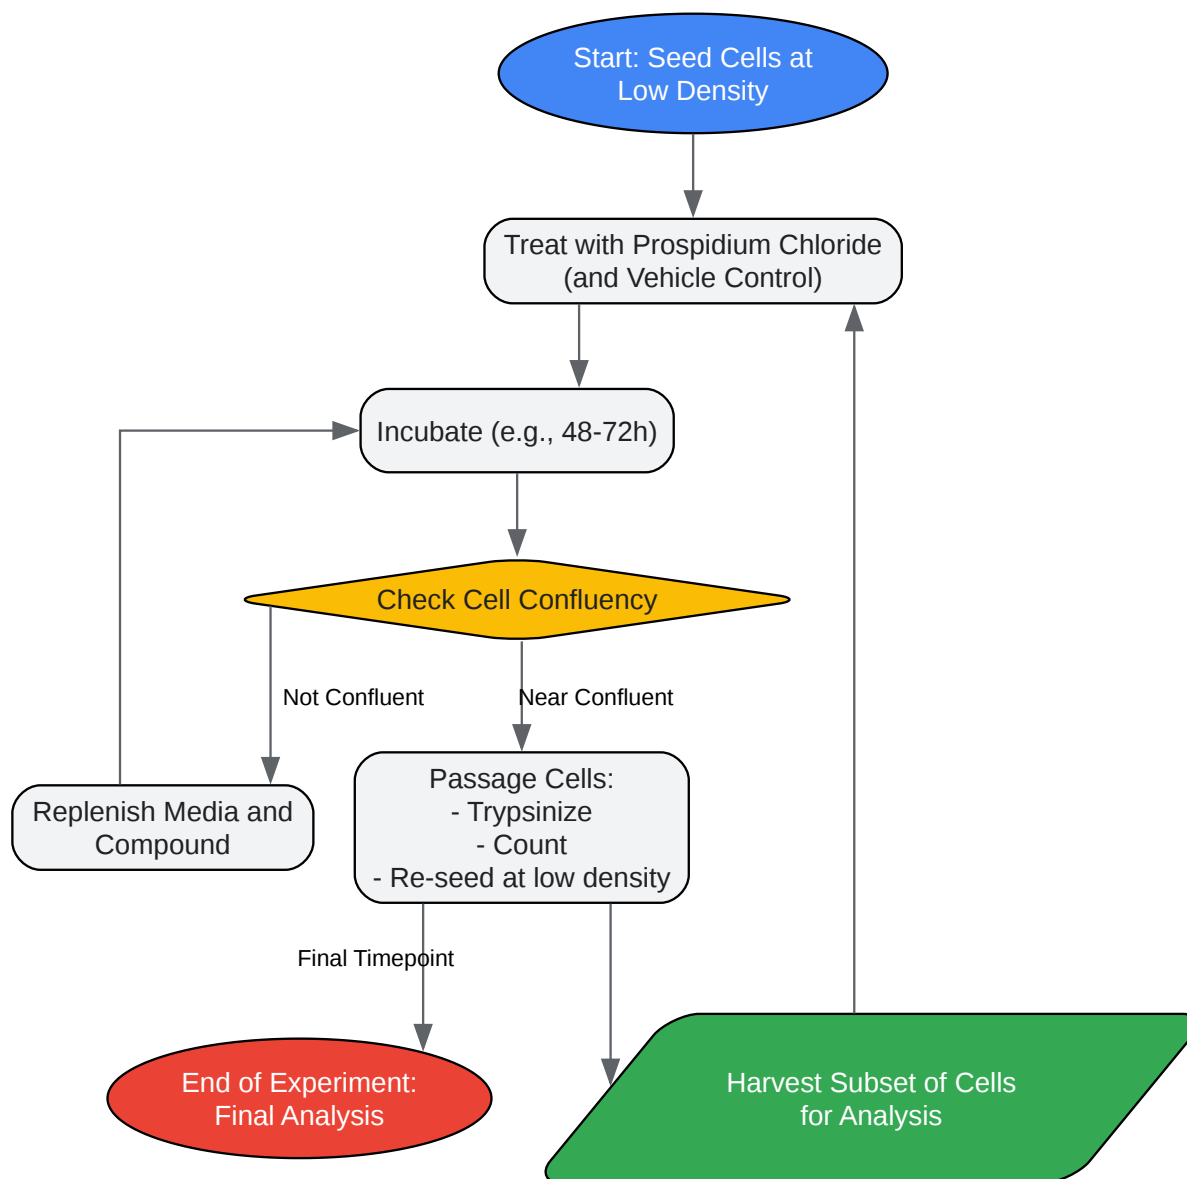 Start: Seed Cells at
Low Density
Treat with Prospidium Chloride
(and Vehicle Control)
Incubate (e.g., 48-72h)
Check Cell Confluency
Not Confluent
Near Confluent
Replenish Media and
Compound
Passage Cells:
- Trypsinize
- Count
- Re-seed at low density
Final Timepoint
End of Experiment:
Final Analysis
Harvest Subset of Cells
for Analysis